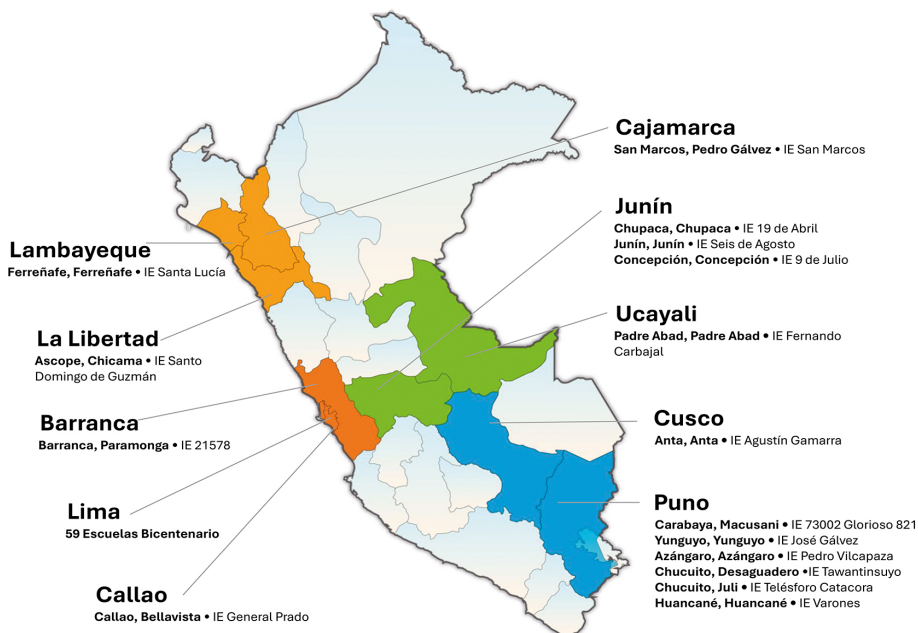 Cajamarca
San Marcos, Pedro Gálvez • IE San Marcos
Junín
Chupaca, Chupaca • IE 19 de Abril
Junín, Junín • IE Seis de Agosto
Concepción, Concepción • IE 9 de Julio
Lambayeque
Ferreñafe, Ferreñafe • IE Santa Lucía
Ucayali
Padre Abad, Padre Abad • IE Fernando
Carbajal
La Libertad
Ascope, Chicama • IE Santo
Domingo de Guzmán
Barranca
Barranca, Paramonga • IE 21578
Cusco
Anta, Anta • IE Agustín Gamarra
Lima
59 Escuelas Bicentenario
Puno
Carabaya, Macusani • IE 73002 Glorioso 821
Yunguyo, Yunguyo • IE José Gálvez
Azángaro, Azángaro • IE Pedro Vilcapaza
Chucuito, Desaguadero •IE Tawantinsuyo
Chucuito, Juli • IE Telésforo Catacora
Huancané, Huancané • IE Varones
Callao
Callao, Bellavista • IE General Prado